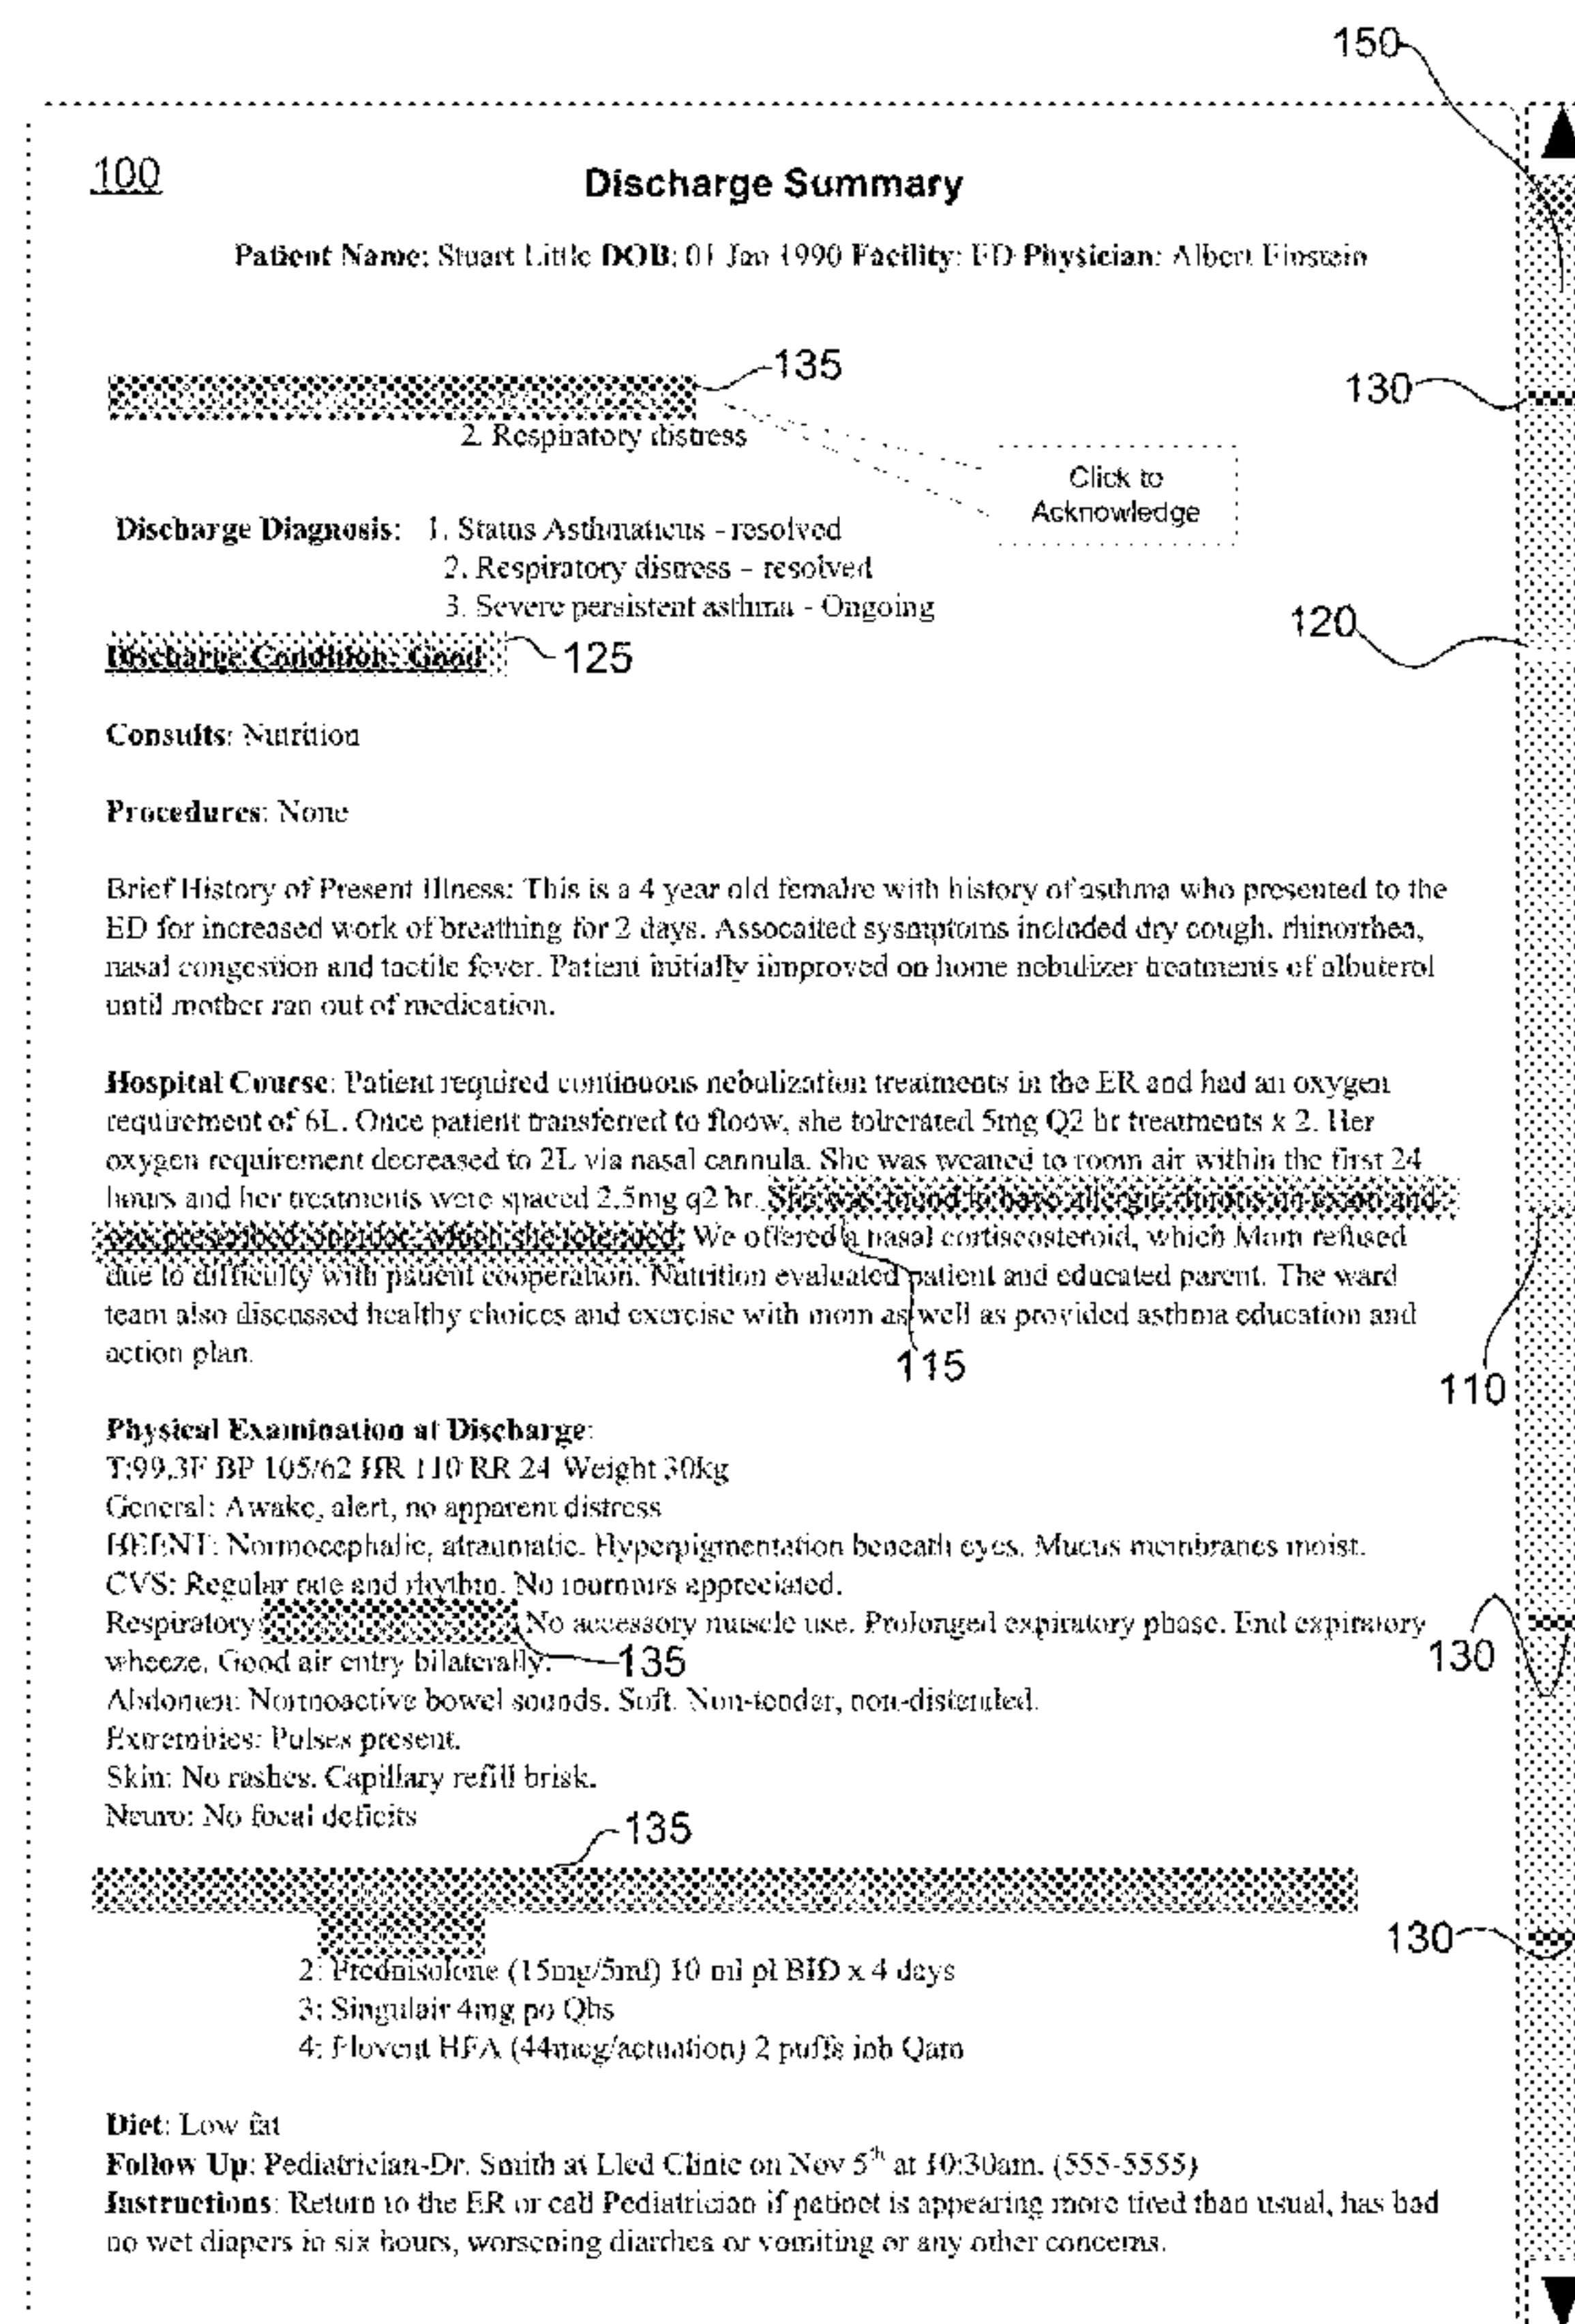 150
100
Discharge Summary
Patient Name: Stuart Little DOB: 01 Jan 1990 Facility: ED Physician: Albert Einstein
135
130
2. Respiratory distress
Click to
Acknowledge
Discharge Diagnosis: 1. Status Asthmaticus - resolved
2. Respiratory distress – resolved
3. Severe persistent asthma - Ongoing
120
Discharge Condition: Good
125
Consults: Nutrition
Procedures: None
Brief History of Present Illness: This is a 4 year old femalre with history of asthma who presented to the
ED for increased work of breathing for 2 days. Assocaited sysmptoms included dry cough, rhinorrhea,
nasal congestion and tactile fever. Patient initially iimproved on home nebulizer treatments of albuterol
until mother ran out of medication.
Hospital Course: Patient required continuous nebulization treatments in the ER and had an oxygen
requirement of 6L. Once patient transferred to floow, she tolrerated 5mg Q2 hr treatments x 2. Her
oxygen requirement decreased to 2L via nasal cannula. She was weaned to room air within the first 24
hours and her treatments were spaced 2.5mg q2 hr. She was found to have allergic rhinitis on exam and
was prescribed which she We offered a nasal cortiscosteroid, which Mom refused
due to difficulty with patient cooperation. Nutrition evaluated patient and educated parent. The ward
team also discussed healthy choices and exercise with mom as well as provided asthma education and
action plan.
115
110
Physical Examination at Discharge:
T:99.3F BP 105/62 HR 110 RR 24 Weight 30kg
General: Awake, alert, no apparent distress
HEENT: Normocephalic, atraumatic. Hyperpigmentation beneath eyes. Mucus membranes moist.
CVS: Regular rate and rhythm. No murmurs appreciated.
Respiratory: No accessory muscle use. Prolonged expiratory phase. End expiratory
wheeze. Good air entry bilaterally.
135
130
Abdomen: Normoactive bowel sounds. Soft. Non-tender, non-distended.
Extremities: Pulses present.
Skin: No rashes. Capillary refill brisk.
Neuro: No focal deficits
135
130
2: Prednisolone (15mg/5ml) 10 ml pl BID x 4 days
3: Singulair 4mg po Qhs
4: Flovent HFA (44mcg/actuation) 2 puffs inh Qam
Diet: Low fat
Follow Up: Pediatrician-Dr. Smith at Lled Clinic on Nov 5th at 10:30am. (555-5555)
Instructions: Return to the ER or call Pediatrician if patinet is appearing more tired than usual, has had
no wet diapers in six hours, worsening diarrhea or vomiting or any other concerns.